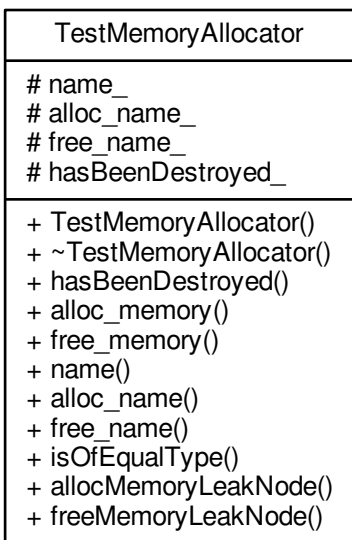 TestMemoryAllocator
# name_
# alloc_name_
# free_name_
# hasBeenDestroyed_
+ TestMemoryAllocator()
+ ~TestMemoryAllocator()
+ hasBeenDestroyed()
+ alloc_memory()
+ free_memory()
+ name()
+ alloc_name()
+ free_name()
+ isOfEqualType()
+ allocMemoryLeakNode()
+ freeMemoryLeakNode()